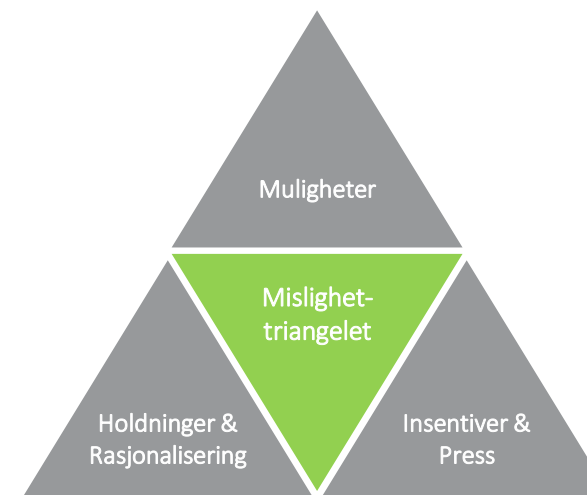 Muligheter
Mislighet-
triangelet
Holdninger &
Rasjonalisering
Insentiver &
Press